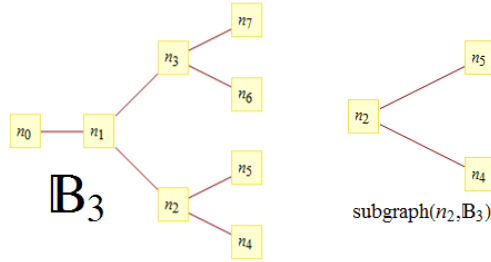 n₇
n₃
n₆
n₀ n₁
n₅
n₂
n₄
𝔹₃
n₅
n₂
n₄
subgraph(n₂,𝔹₃)